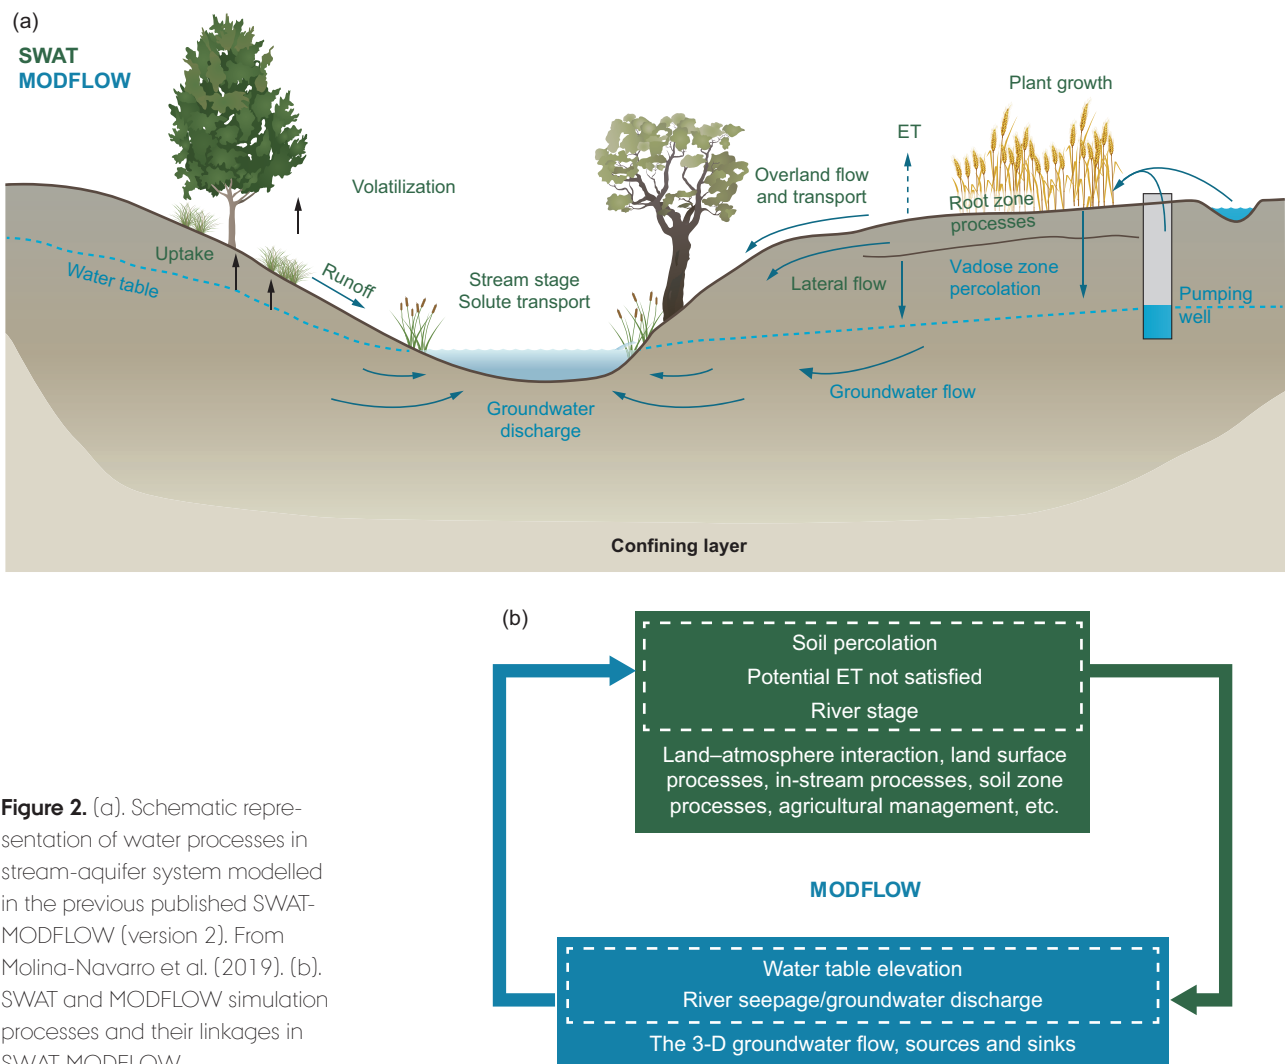 (a)
SWAT
MODFLOW
Plant growth
ET
Volatilization
Overland flow
and transport
Root zone
processes
Uptake
Water table
Runoff
Stream stage
Solute transport
Lateral flow
Vadose zone
percolation
Pumping
well
Groundwater flow
Groundwater
discharge
Confining layer
(b)
Soil percolation
Potential ET not satisfied
River stage
Land–atmosphere interaction, land surface
processes, in-stream processes, soil zone
processes, agricultural management, etc.
MODFLOW
Water table elevation
River seepage/groundwater discharge
The 3-D groundwater flow, sources and sinks
Figure 2. (a). Schematic repre-
sentation of water processes in
stream-aquifer system modelled
in the previous published SWAT-
MODFLOW (version 2). From
Molina-Navarro et al. (2019). (b).
SWAT and MODFLOW simulation
processes and their linkages in
SWAT-MODFLOW